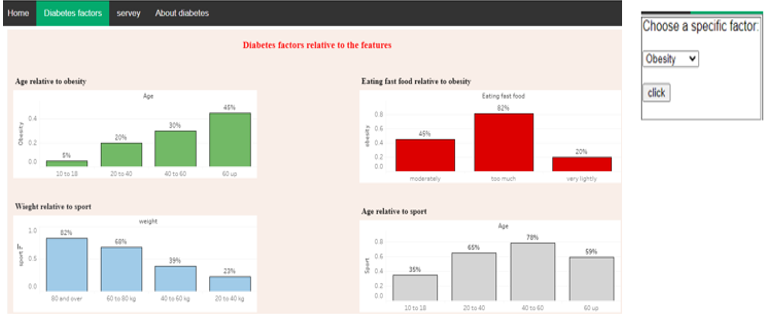 Home Diabetes factors servey About diabetes
Choose a specific factor:
Obesity
click
Diabetes factors relative to the features
Age relative to obesity
Age
Obesity
0.4
0.2
0.0
5%
20%
30%
45%
10 to 18
20 to 40
40 to 60
60 up
Eating fast food relative to obesity
Eating fast food
obesity
0.8
0.6
0.4
0.2
0.0
45%
82%
20%
moderately
too much
very lightly
Wieght relative to sport
weight
1.0
0.5
0.0
82%
68%
39%
23%
80 and over
60 to 80 kg
40 to 60 kg
20 to 40 kg
Age relative to sport
Age
Sport
0.8
0.6
0.4
0.2
0.0
35%
65%
78%
59%
10 to 18
20 to 40
40 to 60
60 up